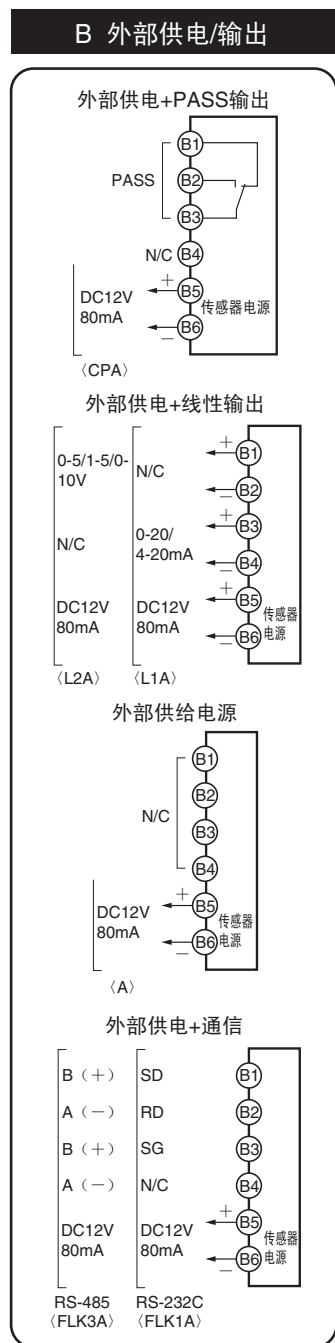 B 外部供电/输出
外部供电+PASS输出
B1
PASS
B2
B3
N/C B4
DC12V
80mA
+
B5
传感器电源
−
B6
〈CPA〉
外部供电+线性输出
0-5/1-5/0-
10V
N/C
+
B1
−
B2
N/C
0-20/
4-20mA
+
B3
−
B4
DC12V
80mA
DC12V
80mA
+
B5
传感器
电源
−
B6
〈L2A〉
〈L1A〉
外部供给电源
B1
B2
N/C
B3
B4
DC12V
80mA
+
B5
传感器
电源
−
B6
〈A〉
外部供电+通信
B（＋） SD B1
A（－） RD B2
B（＋） SG B3
A（－） N/C B4
DC12V
80mA
DC12V
80mA
+
B5
传感器
电源
−
B6
RS-485
〈FLK3A〉
RS-232C
〈FLK1A〉